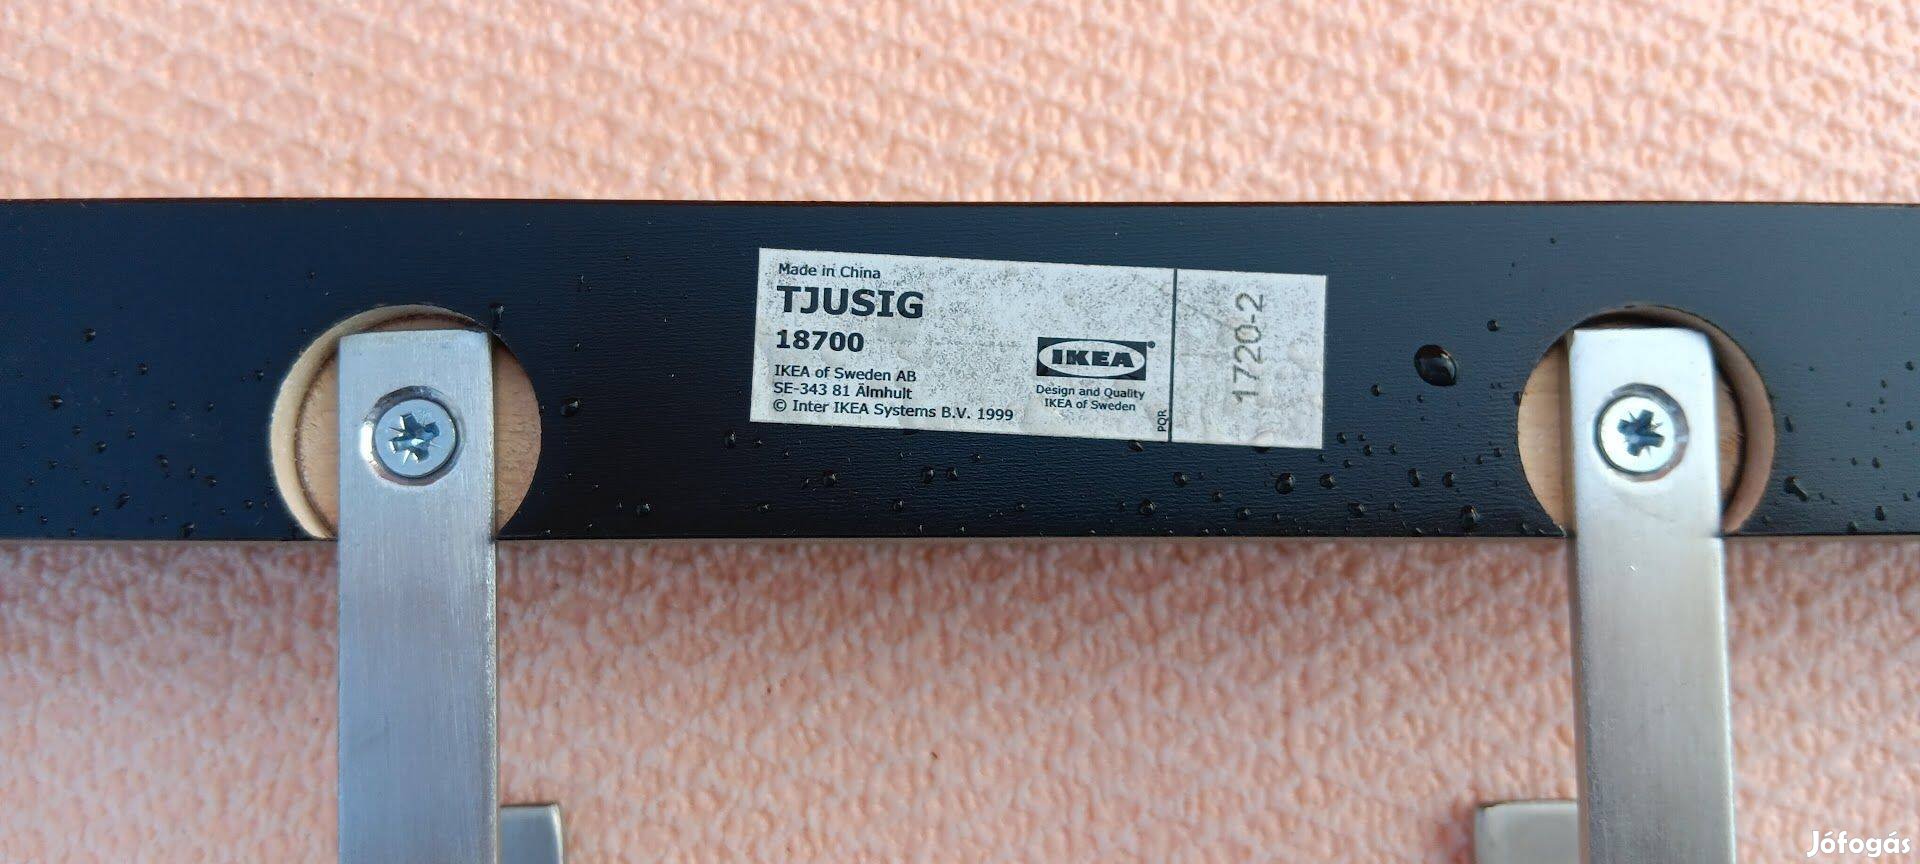 Made in China
TJUSIG
18700
IKEA of Sweden AB
SE-343 81 Älmhult
© Inter IKEA Systems B.V. 1999
IKEA®
Design and Quality
IKEA of Sweden
PQR
1720-2
Jófogás